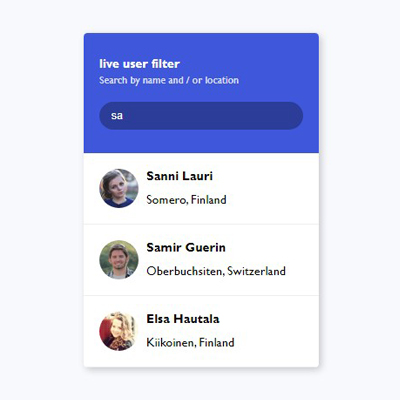 live user filter
Search by name and / or location
sa
Sanni Lauri
Somero, Finland
Samir Guerin
Oberbuchsiten, Switzerland
Elsa Hautala
Kiikoinen, Finland